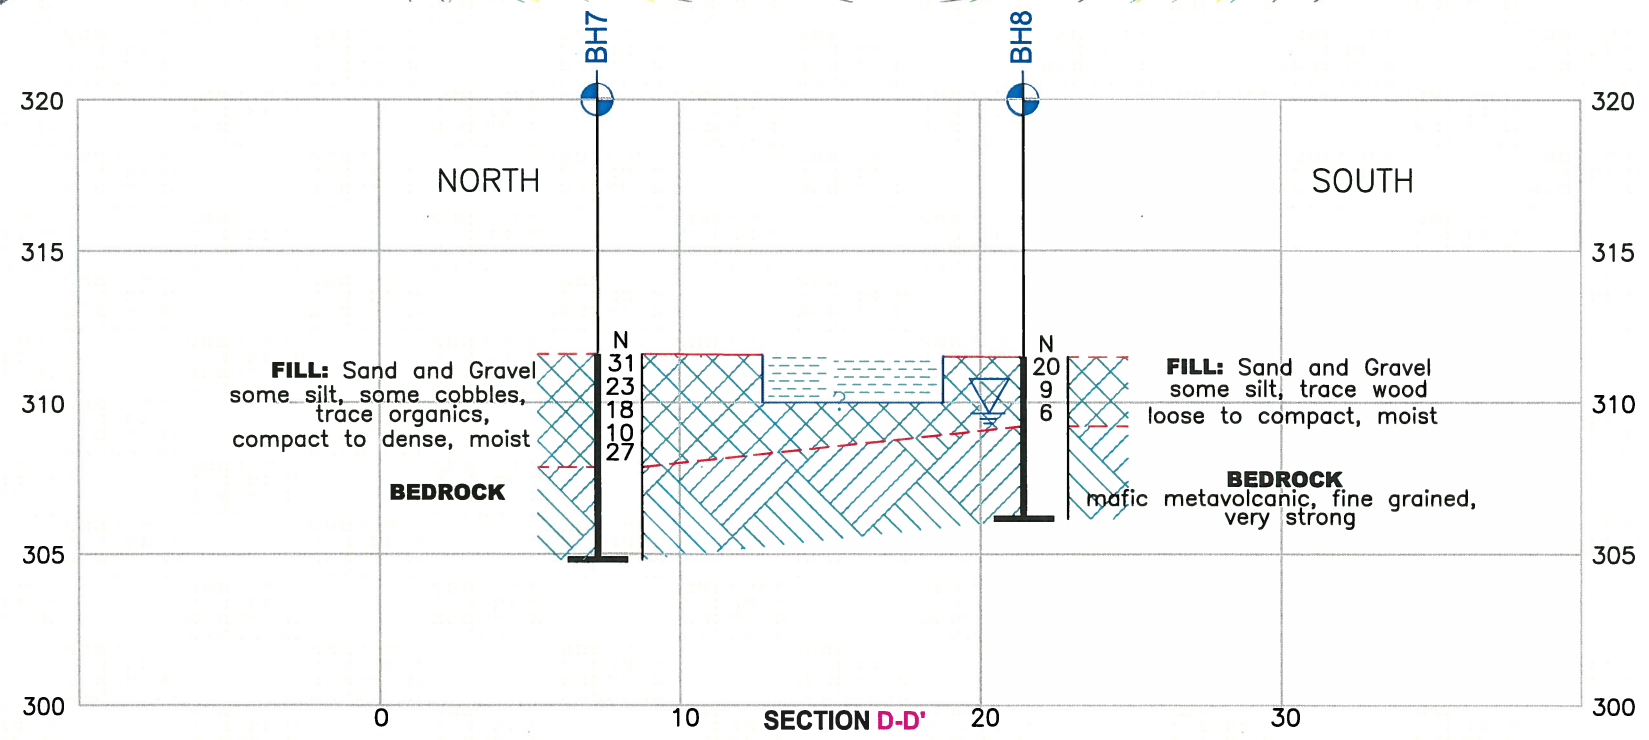 BH7
BH8
320
320
NORTH
SOUTH
315
315
N
31
23
18
10
27
N
20
9
6
FILL: Sand and Gravel
some silt, some cobbles,
trace organics,
compact to dense, moist
BEDROCK
FILL: Sand and Gravel
some silt, trace wood
loose to compact, moist
BEDROCK
mafic metavolcanic, fine grained,
very strong
?
310
310
305
305
300
300
0
10
SECTION D-D'
20
30